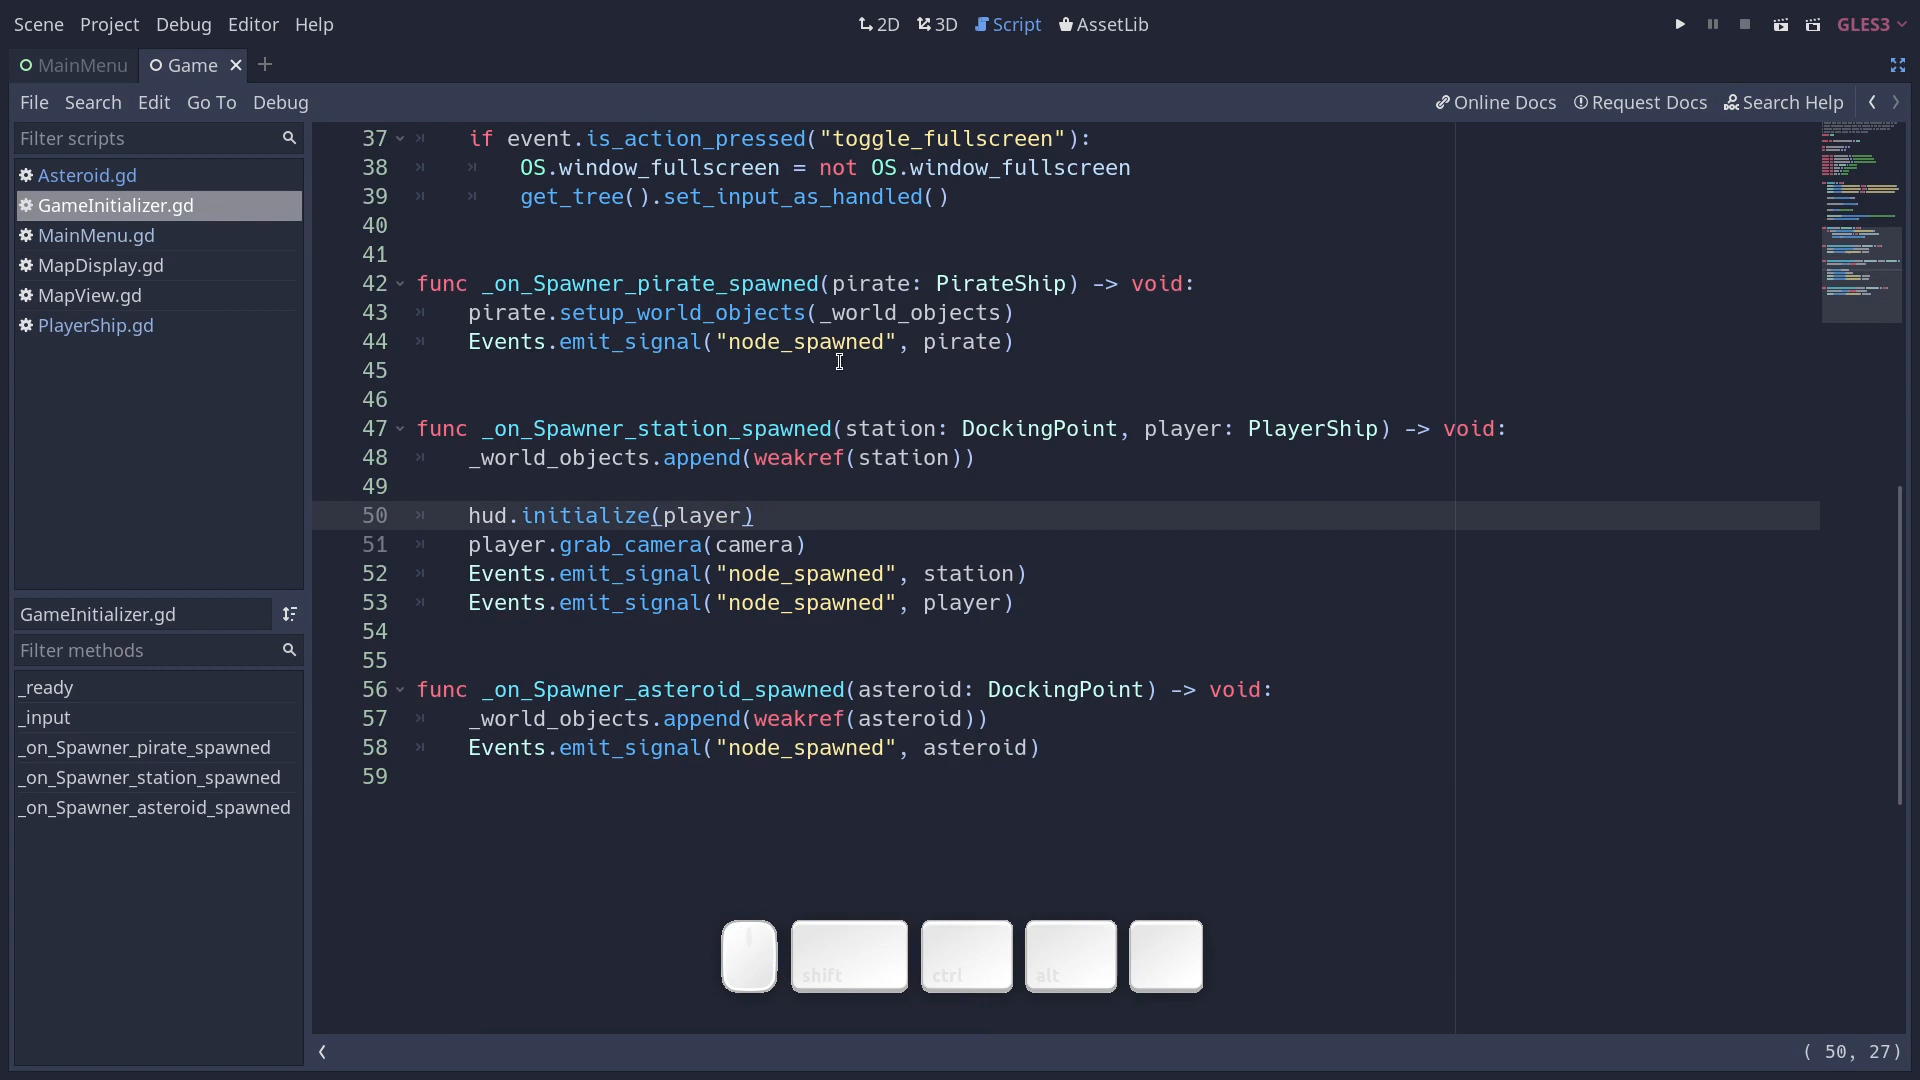 Scene Project Debug Editor Help
2D 3D Script AssetLib
GLES3
MainMenu Game
File Search Edit Go To Debug
Online Docs Request Docs Search Help
Filter scripts
Asteroid.gd
GameInitializer.gd
MainMenu.gd
MapDisplay.gd
MapView.gd
PlayerShip.gd
GameInitializer.gd
Filter methods
_ready
_input
_on_Spawner_pirate_spawned
_on_Spawner_station_spawned
_on_Spawner_asteroid_spawned
37 if event.is_action_pressed("toggle_fullscreen"):
38 OS.window_fullscreen = not OS.window_fullscreen
39 get_tree().set_input_as_handled()
40
41
42 func _on_Spawner_pirate_spawned(pirate: PirateShip) -> void:
43 pirate.setup_world_objects(_world_objects)
44 Events.emit_signal("node_spawned", pirate)
45
46
47 func _on_Spawner_station_spawned(station: DockingPoint, player: PlayerShip) -> void:
48 _world_objects.append(weakref(station))
49
50 hud.initialize(player)
51 player.grab_camera(camera)
52 Events.emit_signal("node_spawned", station)
53 Events.emit_signal("node_spawned", player)
54
55
56 func _on_Spawner_asteroid_spawned(asteroid: DockingPoint) -> void:
57 _world_objects.append(weakref(asteroid))
58 Events.emit_signal("node_spawned", asteroid)
59
shift ctrl alt
( 50, 27)